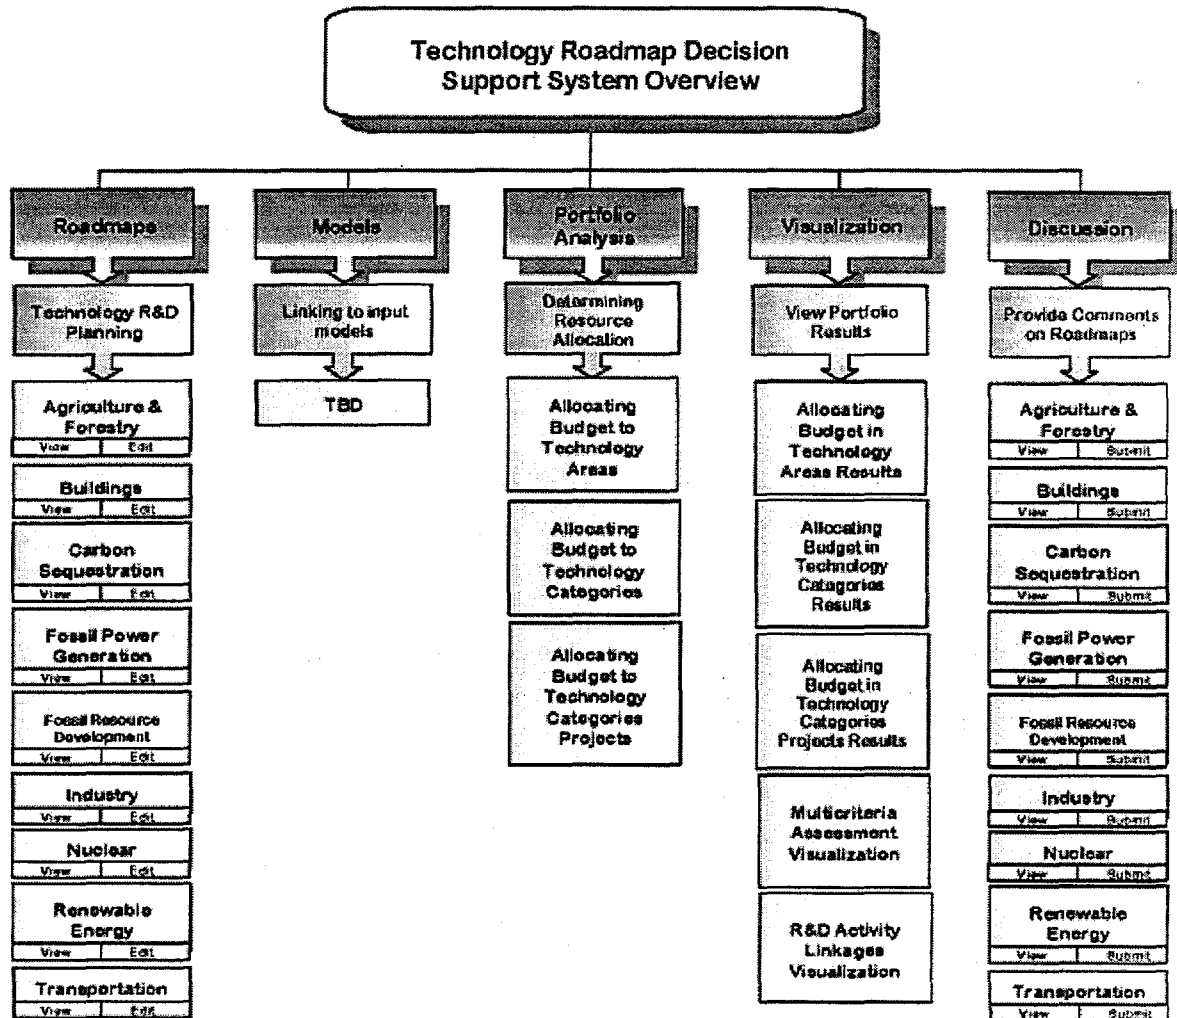 Technology Roadmap Decision
Support System Overview
Roadmaps
Technology R&D
Planning
Agriculture &
Forestry
View Edit
Buildings
View Edit
Carbon
Sequestration
View Edit
Fossil Power
Generation
View Edit
Fossil Resource
Development
View Edit
Industry
View Edit
Nuclear
View Edit
Renewable
Energy
View Edit
Transportation
View Edit
Models
Linking to input
models
TBD
Portfolio
Analysis
Determining
Resource
Allocation
Allocating
Budget to
Technology
Areas
Allocating
Budget to
Technology
Categories
Allocating
Budget to
Technology
Categories
Projects
Visualization
View Portfolio
Results
Allocating
Budget in
Technology
Areas Results
Allocating
Budget in
Technology
Categories
Results
Allocating
Budget in
Technology
Categories
Projects Results
Multicriteria
Assessment
Visualization
R&D Activity
Linkages
Visualization
Discussion
Provide Comments
on Roadmaps
Agriculture &
Forestry
View Submit
Buildings
View Submit
Carbon
Sequestration
View Submit
Fossil Power
Generation
View Submit
Fossil Resource
Development
View Submit
Industry
View Submit
Nuclear
View Submit
Renewable
Energy
View Submit
Transportation
View Submit